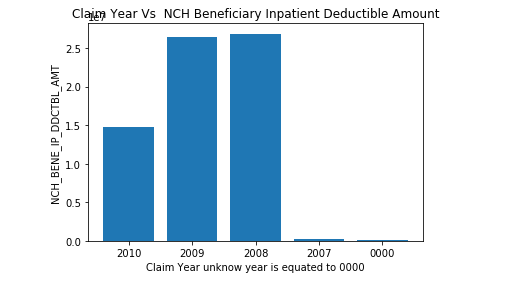 Claim Year Vs  NCH Beneficiary Inpatient Deductible Amount
1e7
2.5
2.0
1.5
1.0
0.5
0.0
NCH_BENE_IP_DDCTBL_AMT
2010 2009 2008 2007 0000
Claim Year unknow year is equated to 0000